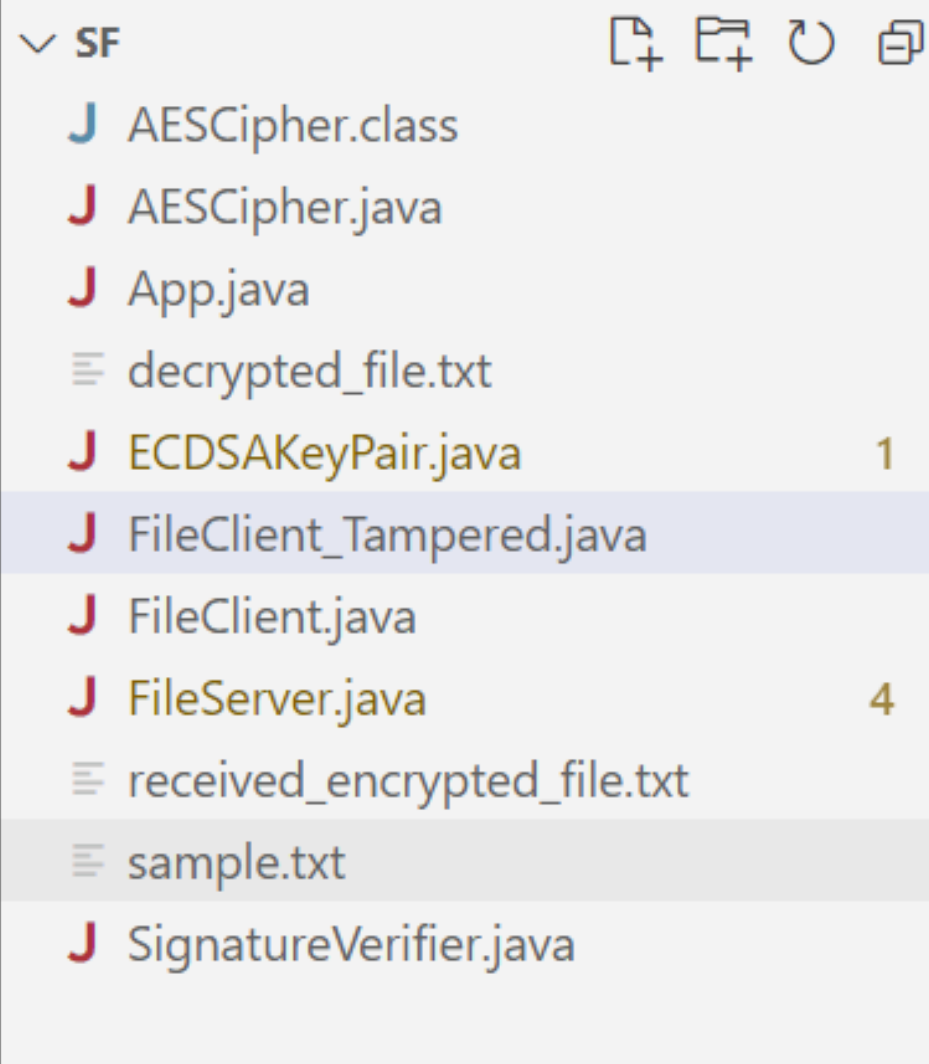 SF
J AESCipher.class
J AESCipher.java
J App.java
decrypted_file.txt
J ECDSAKeyPair.java 1
J FileClient_Tampered.java
J FileClient.java
J FileServer.java 4
received_encrypted_file.txt
sample.txt
J SignatureVerifier.java